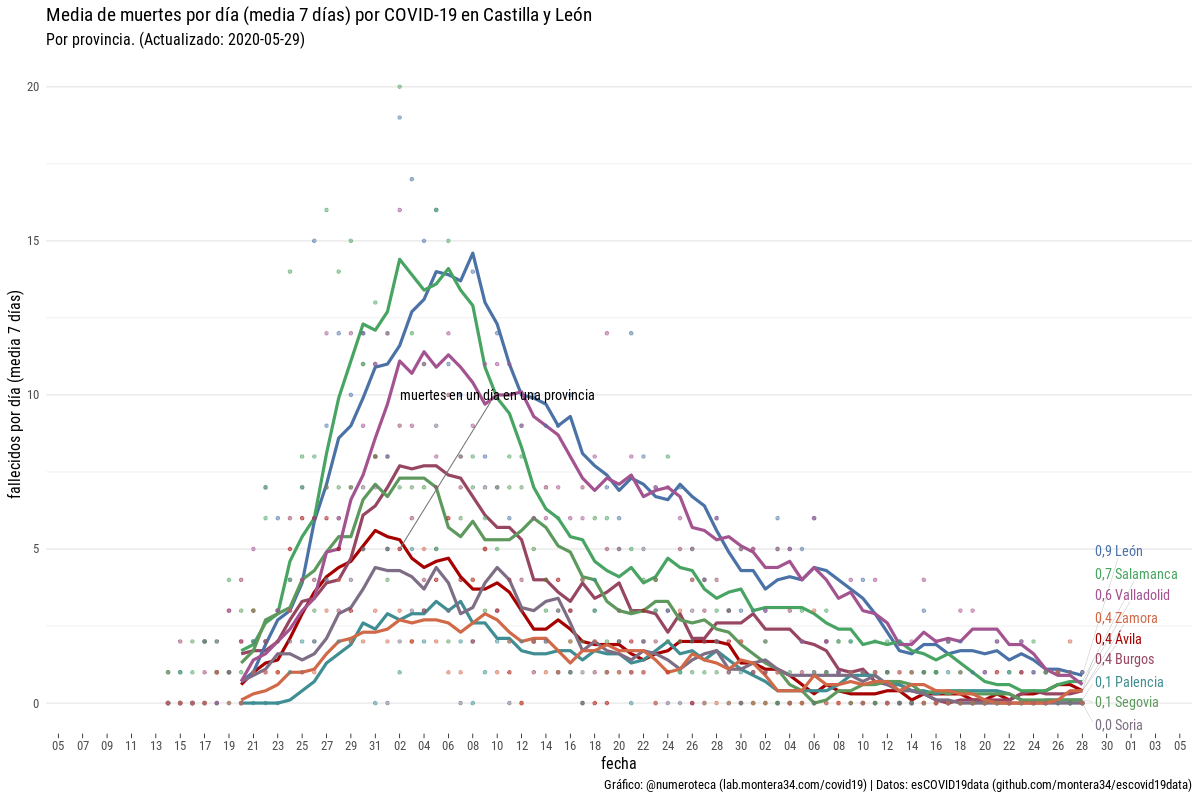 Media de muertes por día (media 7 días) por COVID-19 en Castilla y León
Por provincia. (Actualizado: 2020-05-29)
fallecidos por día (media 7 días)
20
15
10
5
0
muertes en un día en una provincia
0,9 León
0,7 Salamanca
0,6 Valladolid
0,4 Zamora
0,4 Ávila
0,4 Burgos
0,1 Palencia
0,1 Segovia
0,0 Soria
05 07 09 11 13 15 17 19 21 23 25 27 29 31 02 04 06 08 10 12 14 16 18 20 22 24 26 28 30 02 04 06 08 10 12 14 16 18 20 22 24 26 28 30 01 03 05
fecha
Gráfico: @numeroteca (lab.montera34.com/covid19) | Datos: esCOVID19data (github.com/montera34/escovid19data)